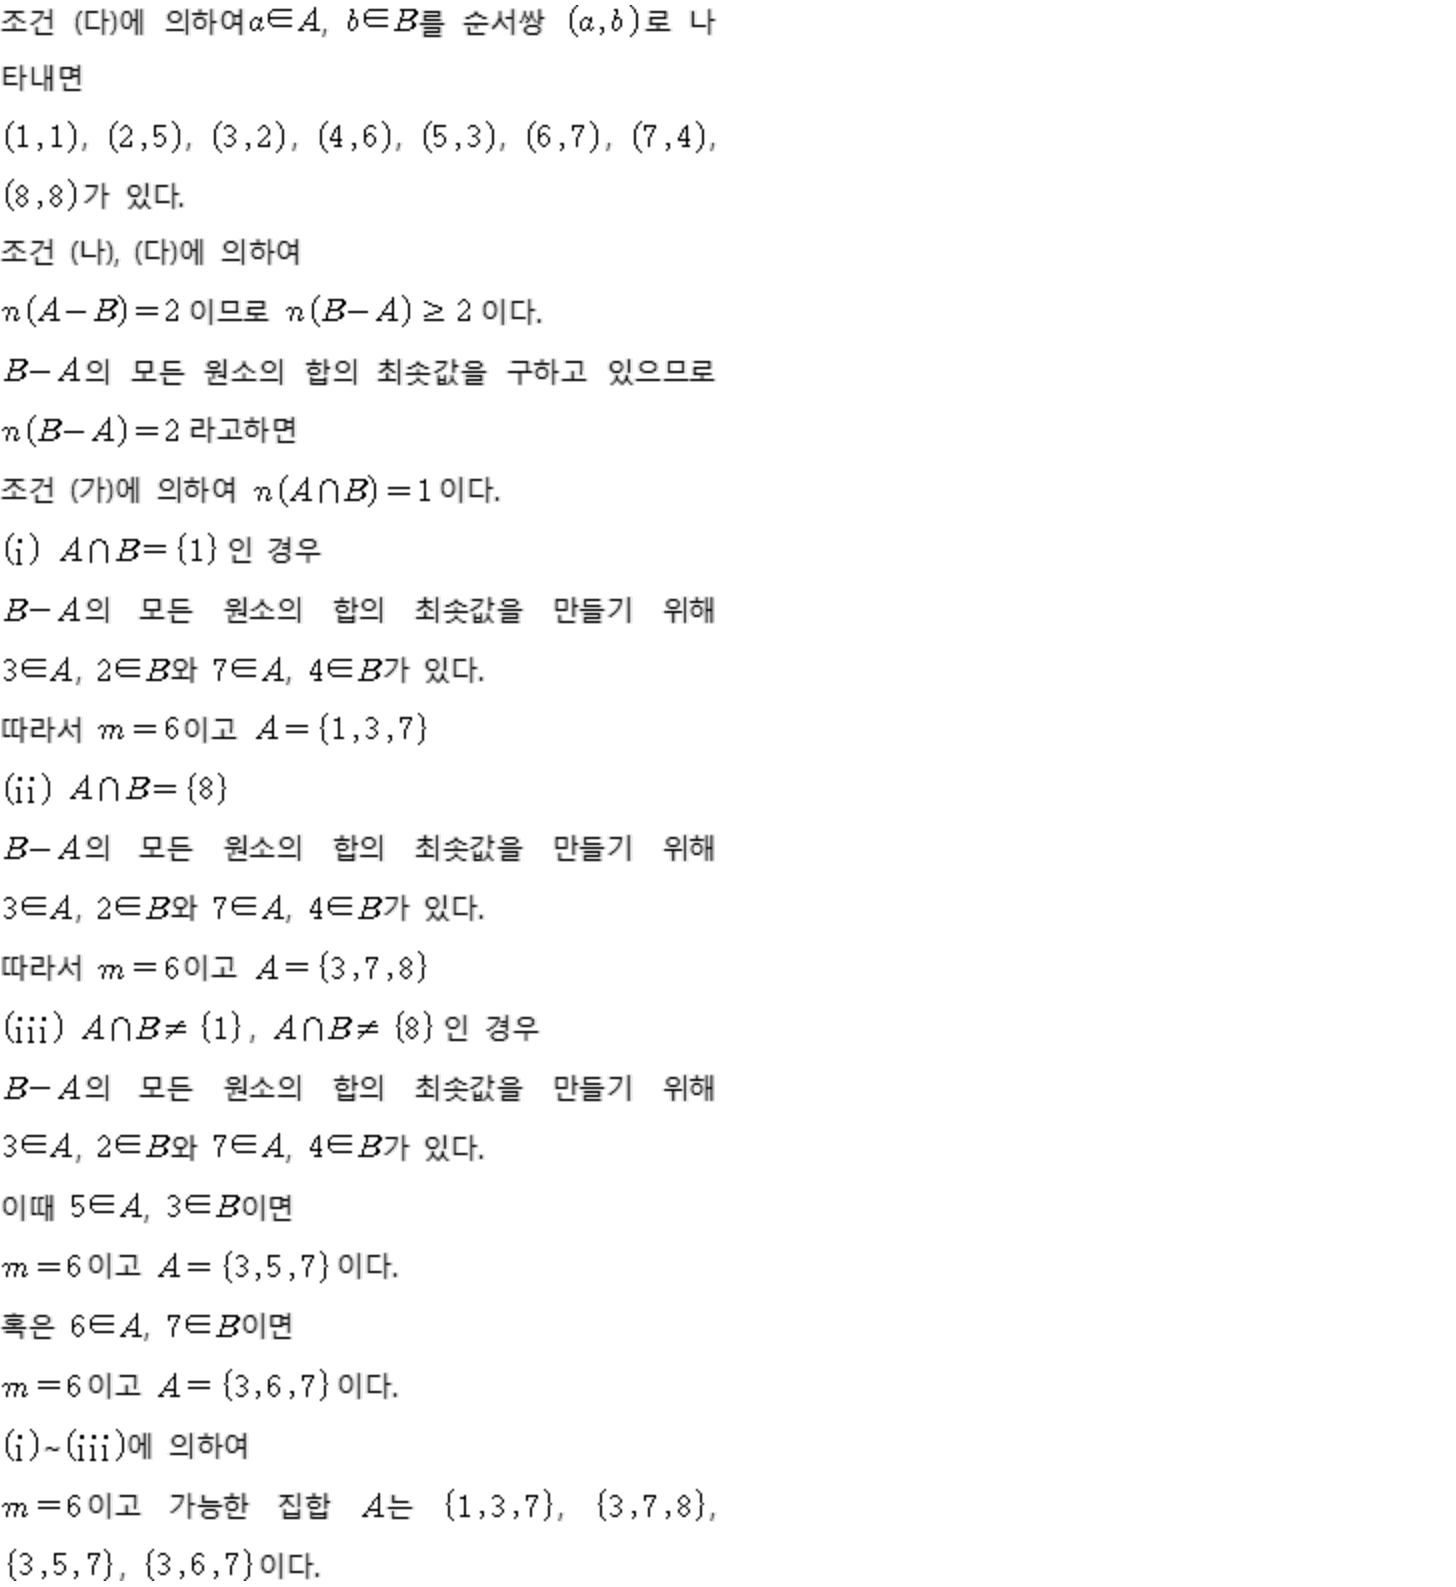 조건 (다)에 의하여 a∈A, b∈B를 순서쌍 (a,b)로 나
타내면
(1,1), (2,5), (3,2), (4,6), (5,3), (6,7), (7,4),
(8,8)가 있다.
조건 (나), (다)에 의하여
n(A−B)=2 이므로 n(B−A)≥2 이다.
B−A의 모든 원소의 합의 최솟값을 구하고 있으므로
n(B−A)=2 라고하면
조건 (가)에 의하여 n(A∩B)=1 이다.
(i) A∩B={1} 인 경우
B−A의 모든 원소의 합의 최솟값을 만들기 위해
3∈A, 2∈B와 7∈A, 4∈B가 있다.
따라서 m=6이고 A={1,3,7}
(ii) A∩B={8}
B−A의 모든 원소의 합의 최솟값을 만들기 위해
3∈A, 2∈B와 7∈A, 4∈B가 있다.
따라서 m=6이고 A={3,7,8}
(iii) A∩B≠{1}, A∩B≠{8} 인 경우
B−A의 모든 원소의 합의 최솟값을 만들기 위해
3∈A, 2∈B와 7∈A, 4∈B가 있다.
이때 5∈A, 3∈B이면
m=6이고 A={3,5,7}이다.
혹은 6∈A, 7∈B이면
m=6이고 A={3,6,7}이다.
(i)~(iii)에 의하여
m=6이고 가능한 집합 A는 {1,3,7}, {3,7,8},
{3,5,7}, {3,6,7}이다.